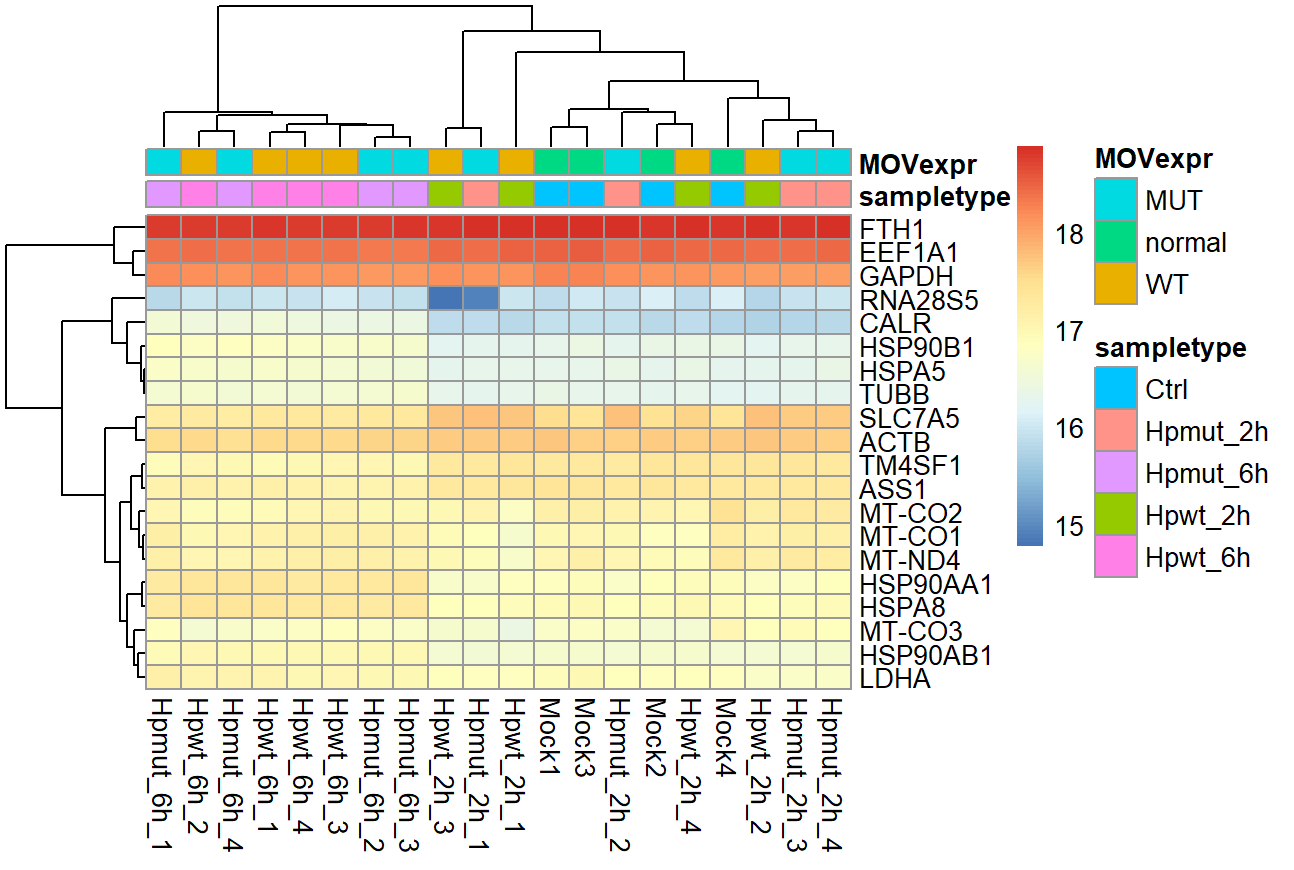 MOVexpr
sampletype
FTH1
EEF1A1
GAPDH
RNA28S5
CALR
HSP90B1
HSPA5
TUBB
SLC7A5
ACTB
TM4SF1
ASS1
MT-CO2
MT-CO1
MT-ND4
HSP90AA1
HSPA8
MT-CO3
HSP90AB1
LDHA
Hpmut_6h_1
Hpwt_6h_2
Hpmut_6h_4
Hpwt_6h_1
Hpwt_6h_4
Hpwt_6h_3
Hpmut_6h_2
Hpmut_6h_3
Hpwt_2h_3
Hpmut_2h_1
Hpwt_2h_1
Mock1
Mock3
Hpmut_2h_2
Mock2
Hpwt_2h_4
Mock4
Hpwt_2h_2
Hpmut_2h_3
Hpmut_2h_4
18
17
16
15
MOVexpr
MUT
normal
WT
sampletype
Ctrl
Hpmut_2h
Hpmut_6h
Hpwt_2h
Hpwt_6h